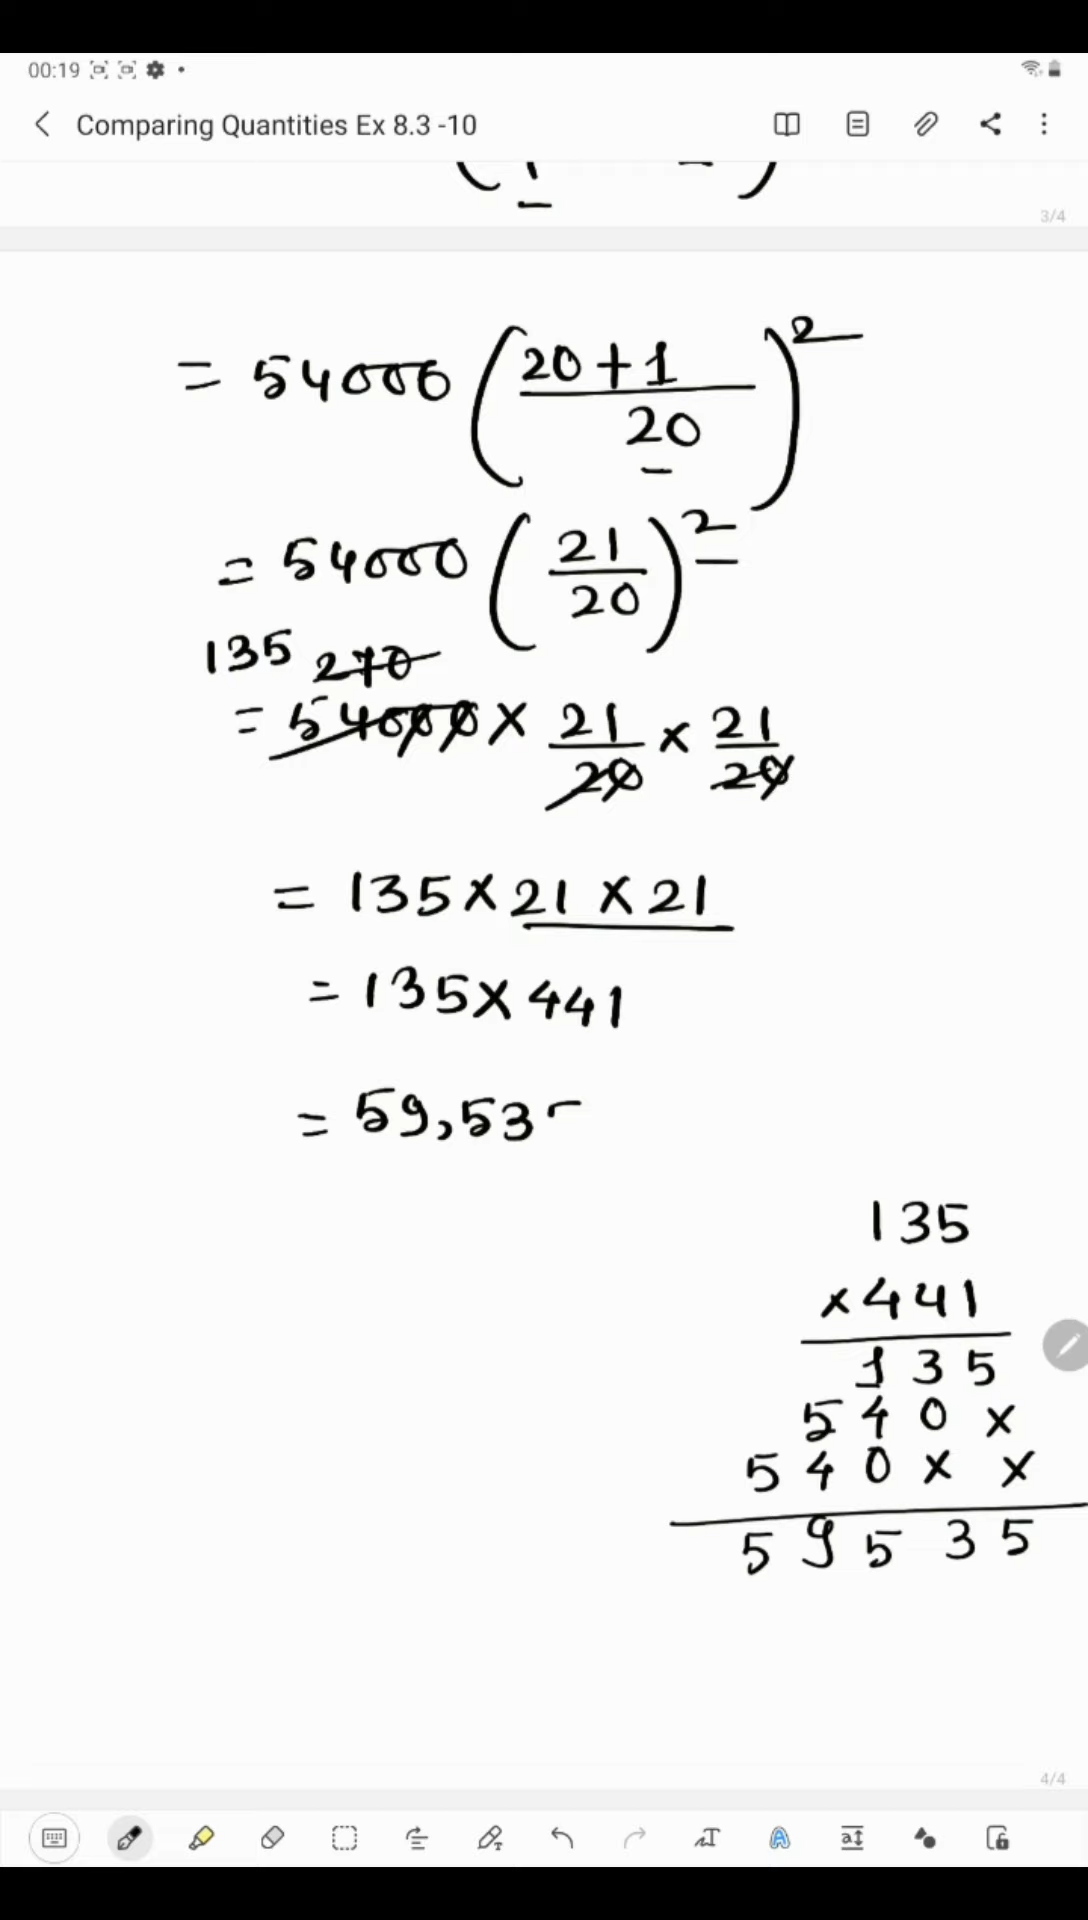 00:19
Comparing Quantities Ex 8.3 -10
3/4
= 54000 (20+1/20)²
= 54000 (21/20)²
135 270
= 54000 × 21/20 × 21/20
= 135 × 21 × 21
= 135 × 441
= 59,53
135
×441
135
540×
540××
59535
4/4